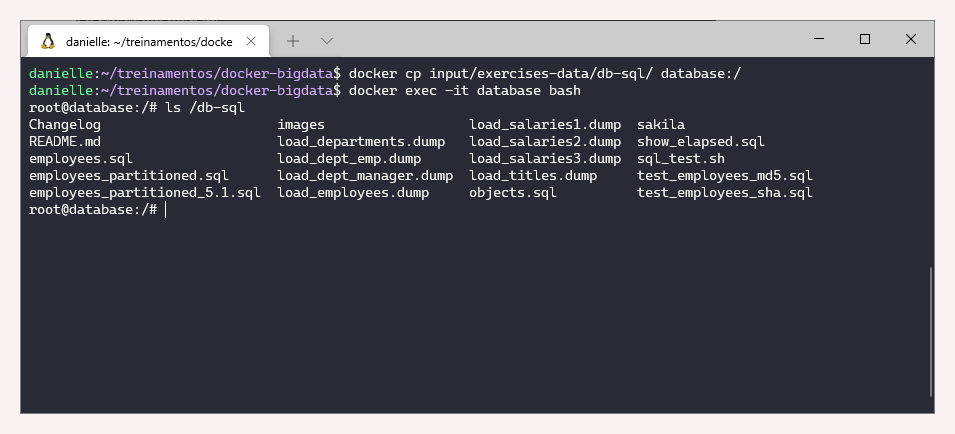 danielle: ~/treinamentos/docke
danielle:~/treinamentos/docker-bigdata$ docker cp input/exercises-data/db-sql/ database:/
danielle:~/treinamentos/docker-bigdata$ docker exec -it database bash
root@database:/# ls /db-sql
Changelog images load_salaries1.dump sakila
README.md load_departments.dump load_salaries2.dump show_elapsed.sql
employees.sql load_dept_emp.dump load_salaries3.dump sql_test.sh
employees_partitioned.sql load_dept_manager.dump load_titles.dump test_employees_md5.sql
employees_partitioned_5.1.sql load_employees.dump objects.sql test_employees_sha.sql
root@database:/#